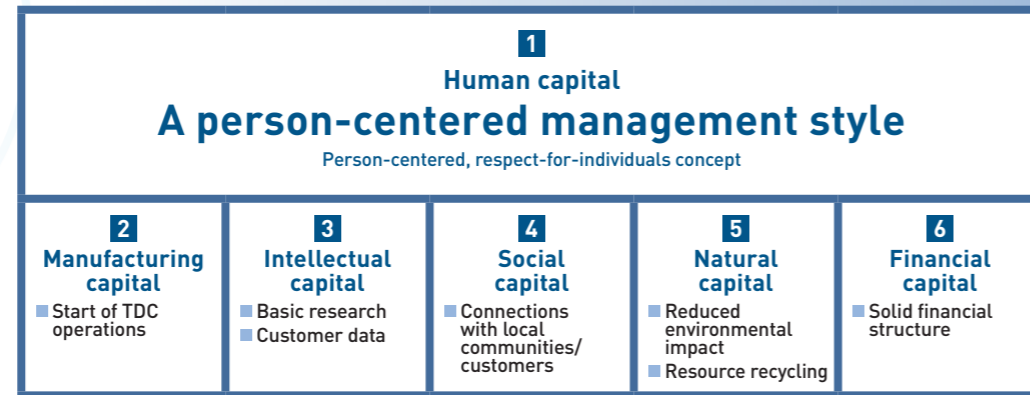 1
Human capital
A person-centered management style
Person-centered, respect-for-individuals concept
2
Manufacturing
capital
Start of TDC
operations
3
Intellectual
capital
Basic research
Customer data
4
Social
capital
Connections
with local
communities/
customers
5
Natural
capital
Reduced
environmental
impact
Resource recycling
6
Financial
capital
Solid financial
structure